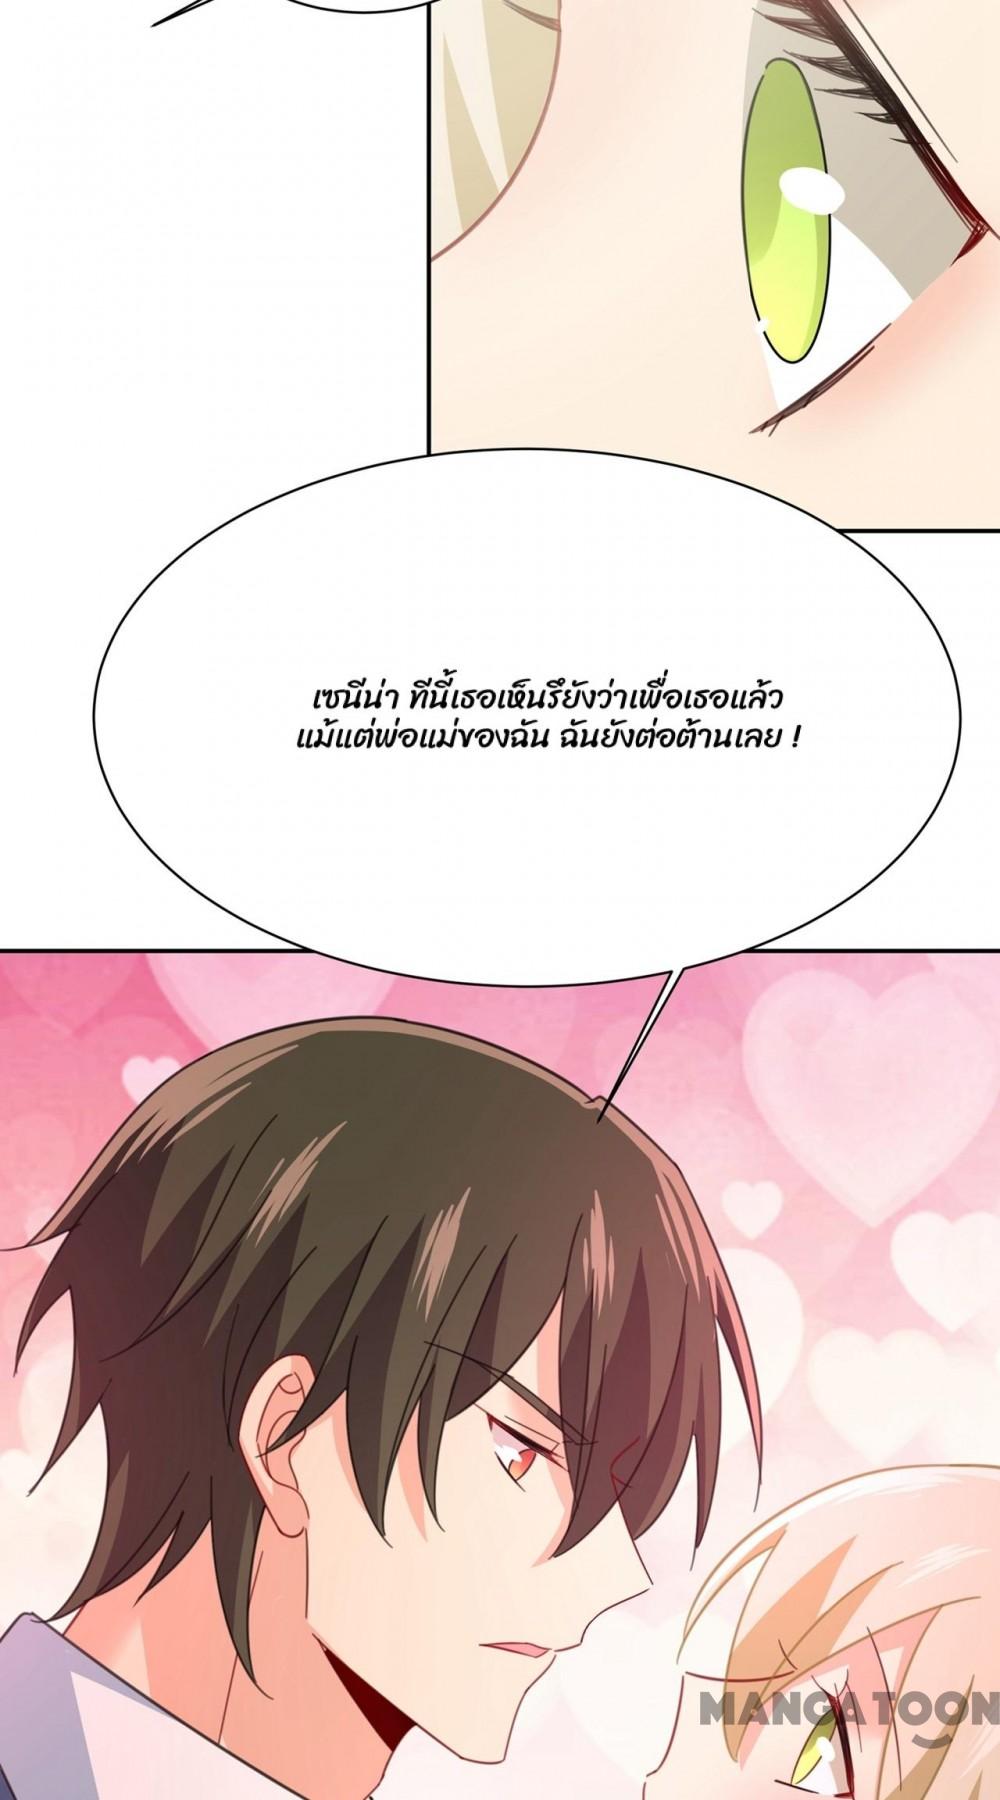 เซนีน่า ทีนี้เธอเห็นรึยังว่าเพื่อเธอแล้ว
แม้แต่พ่อแม่ของฉัน ฉันยังต่อต้านเลย !
MANGATOON